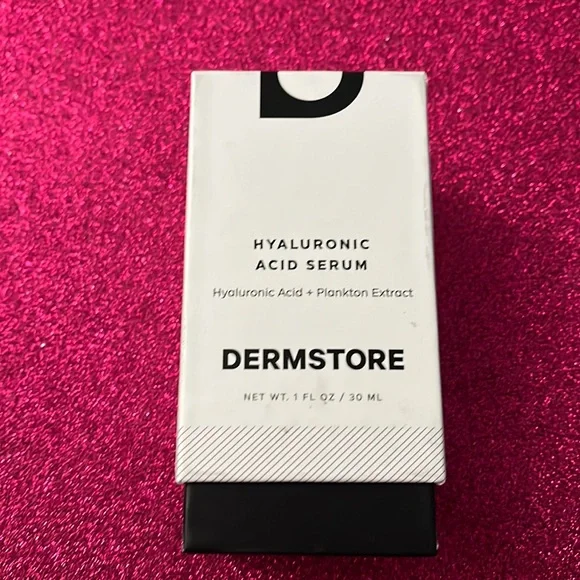 HYALURONIC
ACID SERUM
Hyaluronic Acid + Plankton Extract
DERMSTORE
NET WT. 1 FL OZ / 30 ML